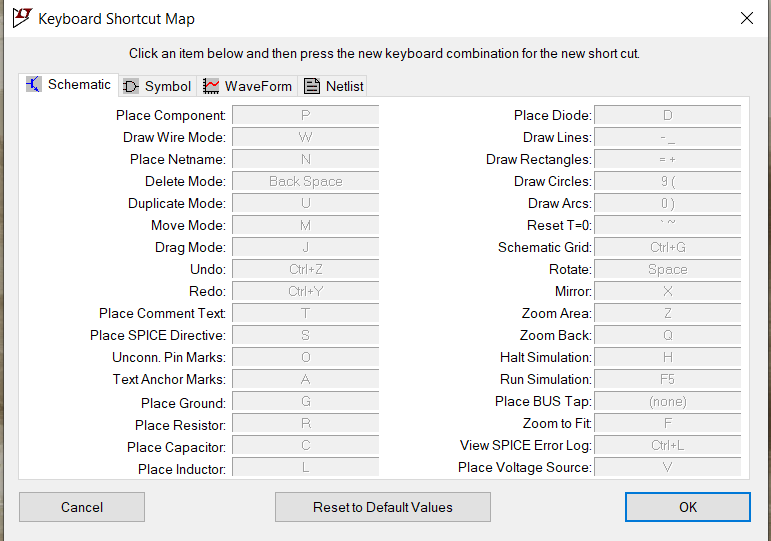 Keyboard Shortcut Map
Click an item below and then press the new keyboard combination for the new short cut.
Schematic Symbol WaveForm Netlist
Place Component: P
Draw Wire Mode: W
Place Netname: N
Delete Mode: Back Space
Duplicate Mode: U
Move Mode: M
Drag Mode: J
Undo: Ctrl+Z
Redo: Ctrl+Y
Place Comment Text: T
Place SPICE Directive: S
Unconn. Pin Marks: O
Text Anchor Marks: A
Place Ground: G
Place Resistor: R
Place Capacitor: C
Place Inductor: L
Place Diode: D
Draw Lines: - _
Draw Rectangles: = +
Draw Circles: 9 (
Draw Arcs: 0 )
Reset T=0: ` ~
Schematic Grid: Ctrl+G
Rotate: Space
Mirror: X
Zoom Area: Z
Zoom Back: Q
Halt Simulation: H
Run Simulation: F5
Place BUS Tap: (none)
Zoom to Fit: F
View SPICE Error Log: Ctrl+L
Place Voltage Source: V
Cancel Reset to Default Values OK